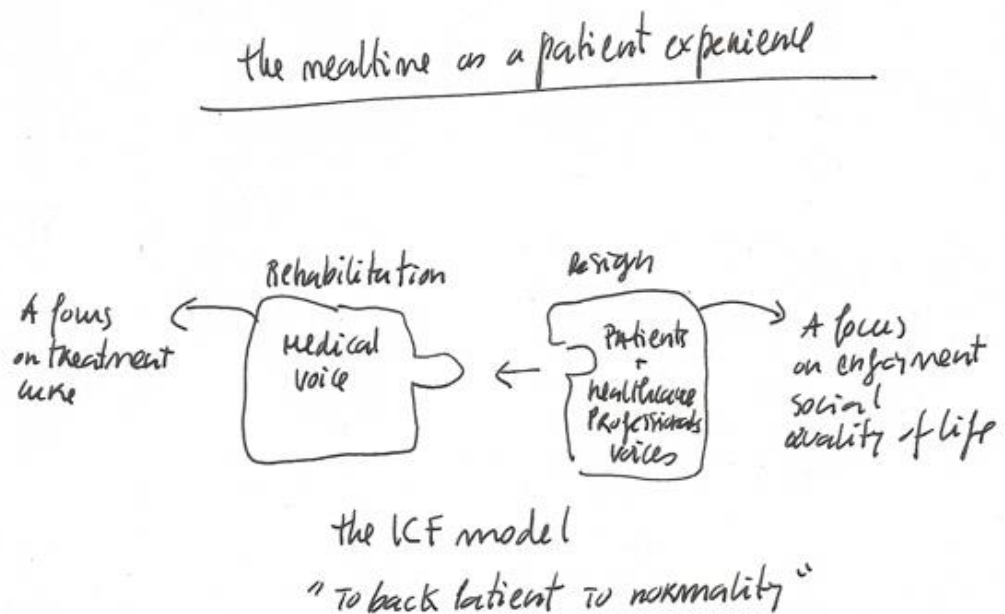 the mealtime as a patient experience
Rehabilitation
Design
A focus
on treatment
cure
Medical
voice
Patients
+
healthcare
Professionals
voices
A focus
on enjoyment
social
quality of life
the ICF model
"To back Patient to normality"